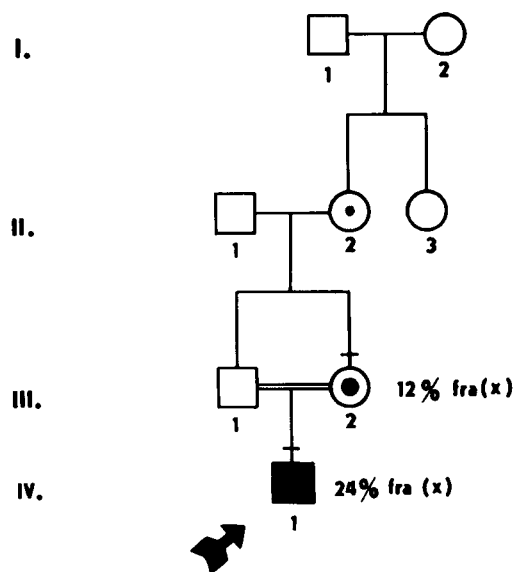 I.
1 2
II.
1 2 3
III.
1 2 12% fra(x)
IV.
24% fra (x)
1